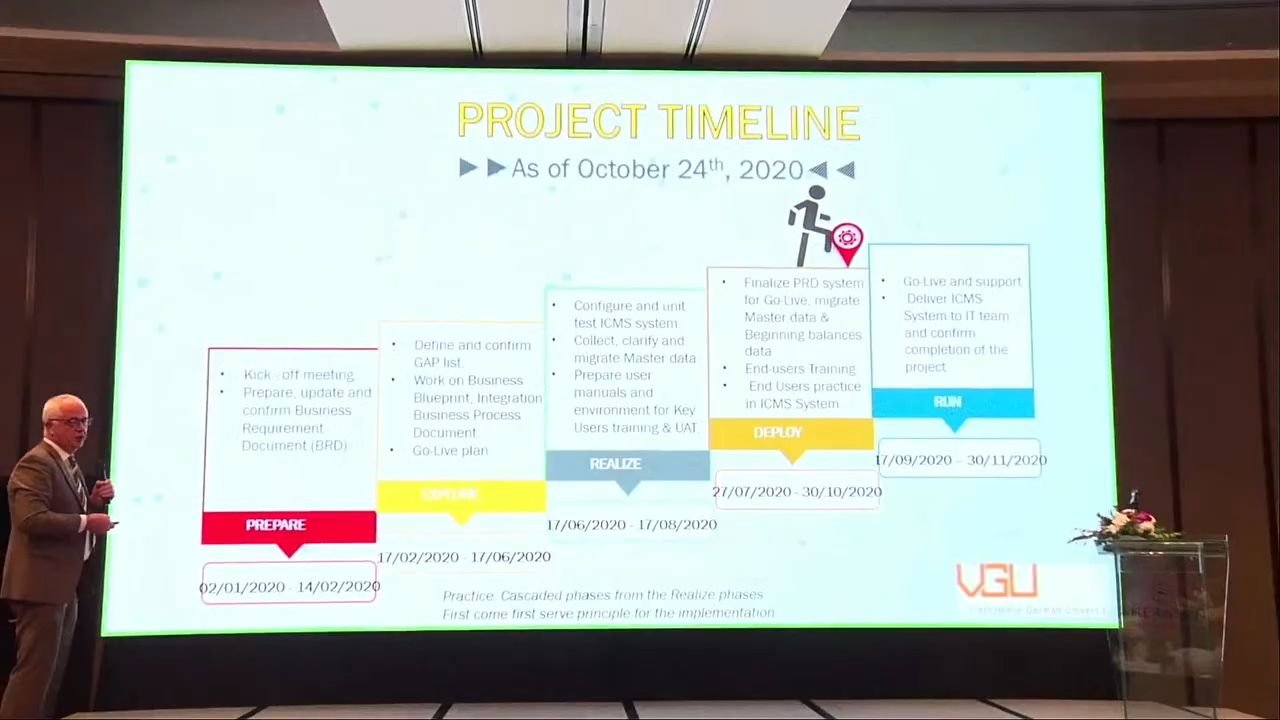 PROJECT TIMELINE
As of October 24th, 2020
Kick - off meeting
Prepare, update and
confirm Business
Requirement
Document (BRD)
PREPARE
02/01/2020 - 14/02/2020
Define and confirm
GAP list.
Work on Business
Blueprint, Integration
Business Process
Document
Go-Live plan
EXPLORE
17/02/2020 - 17/06/2020
Configure and unit
test ICMS system
Collect, clarify and
migrate Master data
Prepare user
manuals and
environment for Key
Users training & UAT.
REALIZE
17/06/2020 - 17/08/2020
Finalize PRD system
for Go-Live, migrate
Master data &
Beginning balances
data
End-users Training
End Users practice
in ICMS System
DEPLOY
27/07/2020 - 30/10/2020
Go-Live and support
Deliver ICMS
System to IT team
and confirm
completion of the
project
RUN
17/09/2020 - 30/11/2020
Practice: Cascaded phases from the Realize phases
First come first serve principle for the implementation
VGU